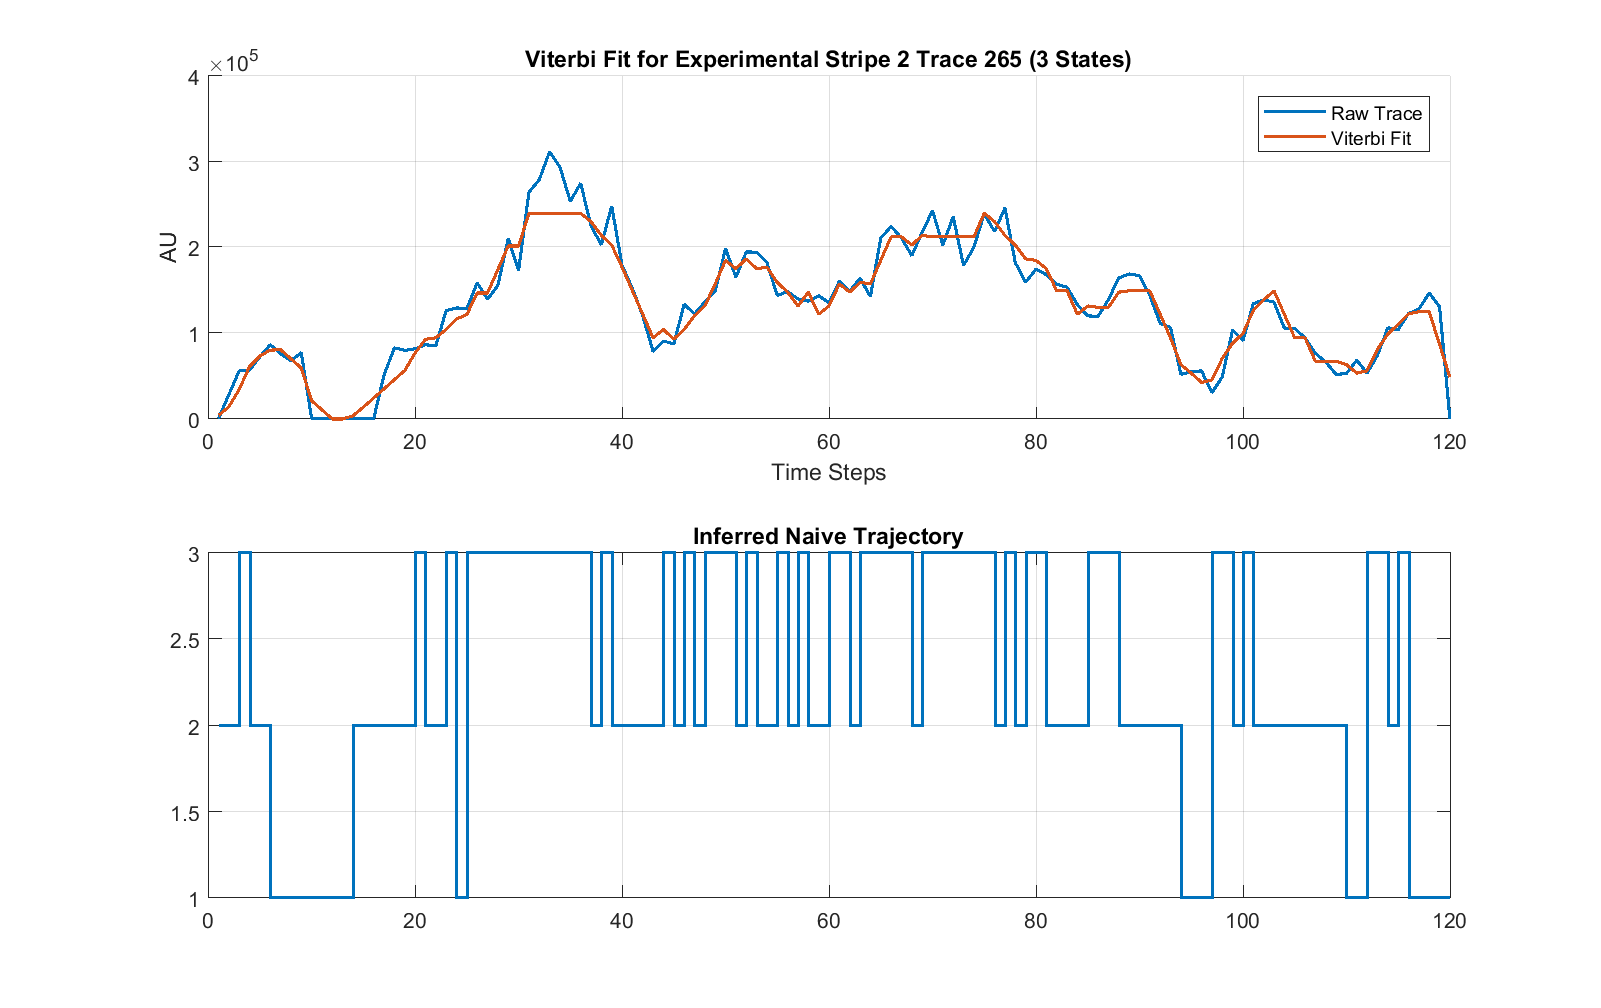 Viterbi Fit for Experimental Stripe 2 Trace 265 (3 States)
×10^5
4
3
2
1
0
AU
Raw Trace
Viterbi Fit
0 20 40 60 80 100 120
Time Steps
Inferred Naive Trajectory
3
2.5
2
1.5
1
0 20 40 60 80 100 120